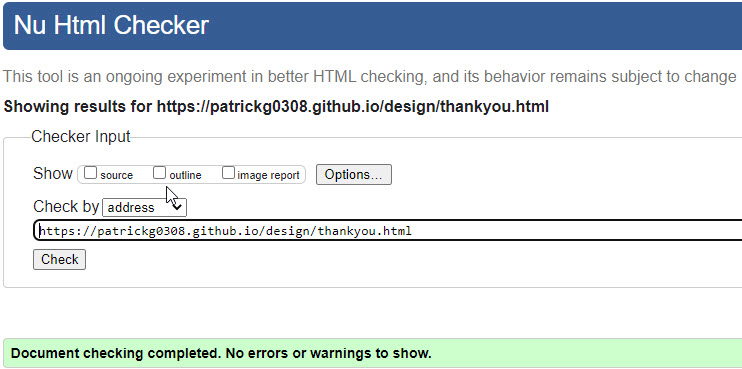 Nu Html Checker
This tool is an ongoing experiment in better HTML checking, and its behavior remains subject to change
Showing results for https://patrickg0308.github.io/design/thankyou.html
Checker Input
Show source outline image report Options...
Check by address
https://patrickg0308.github.io/design/thankyou.html
Check
Document checking completed. No errors or warnings to show.